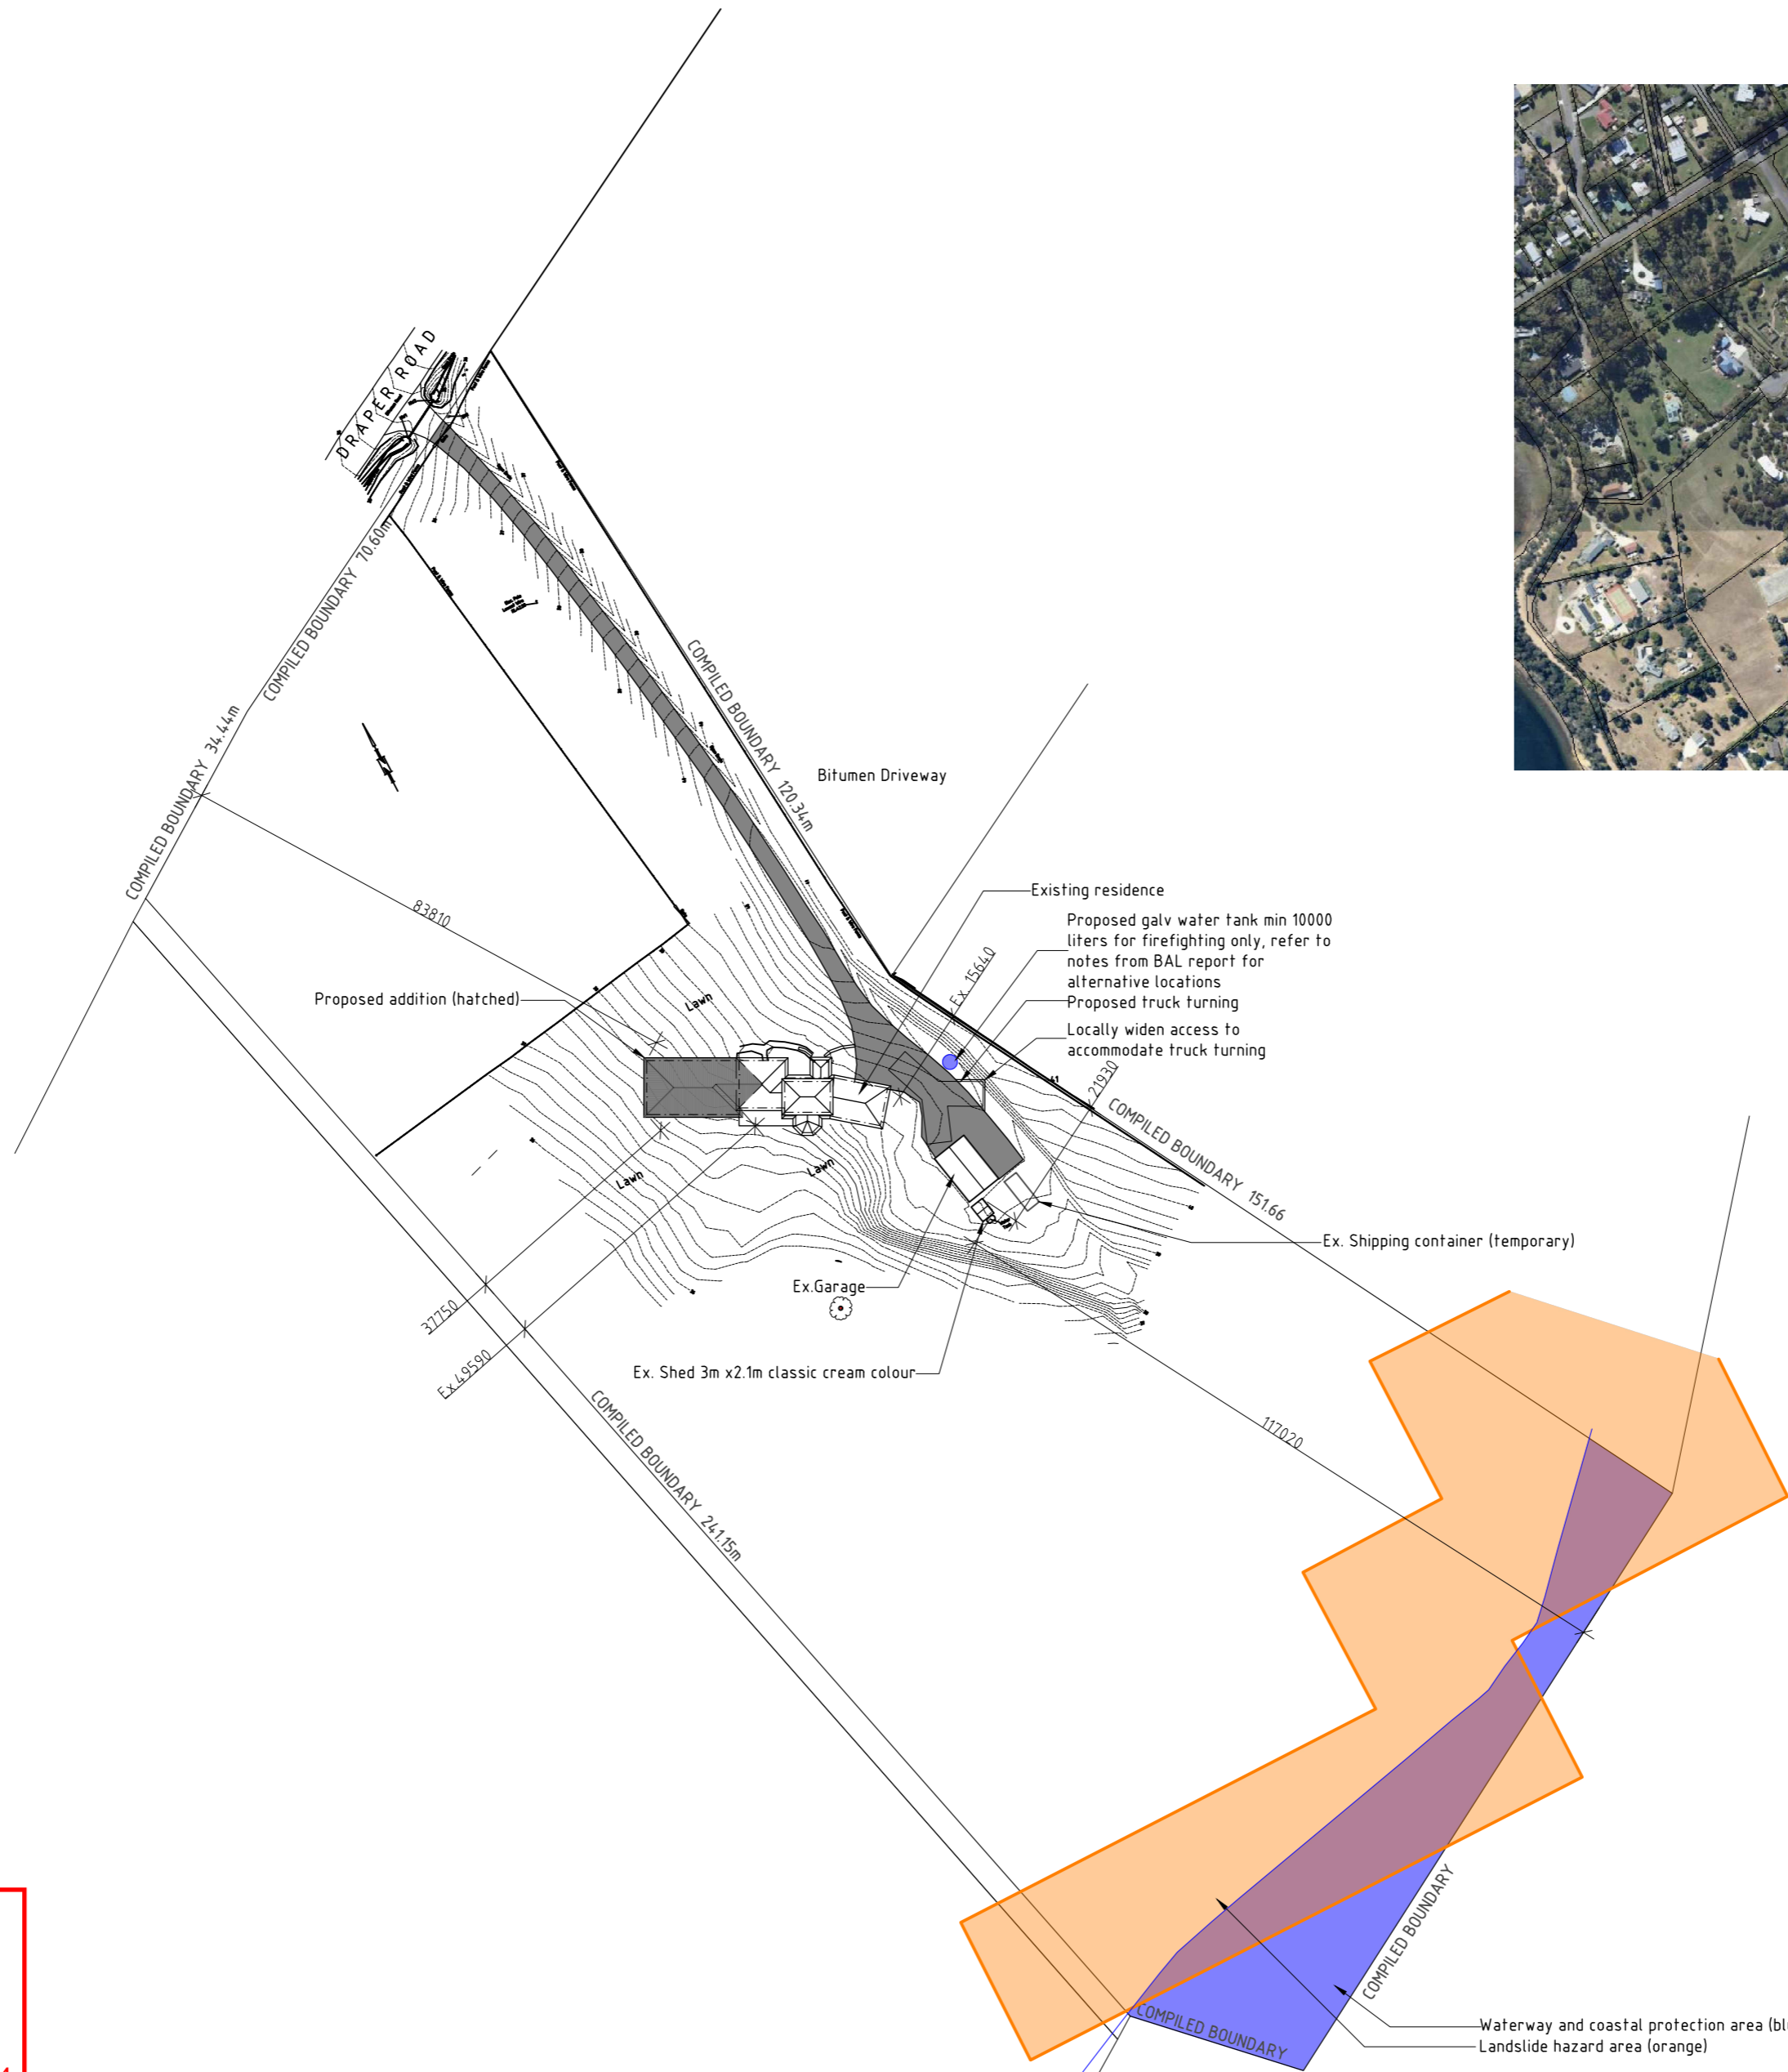 DRAPER ROAD
COMPILED BOUNDARY 70.60m
COMPILED BOUNDARY 34.44m
COMPILED BOUNDARY 120.34m
Bitumen Driveway
83810
Existing residence
Proposed galv water tank min 10000
liters for firefighting only, refer to
notes from BAL report for
alternative locations
Proposed truck turning
Locally widen access to
accommodate truck turning
Ex. 15640
Proposed addition (hatched)
Lawn
41
21930
COMPILED BOUNDARY 151.66
Lawn
Lawn
Ex. Shipping container (temporary)
Ex.Garage
37750
Ex.49590
Ex. Shed 3m x2.1m classic cream colour
117020
COMPILED BOUNDARY 241.15m
COMPILED BOUNDARY
COMPILED BOUNDARY
Waterway and coastal protection area (bl
Landslide hazard area (orange)